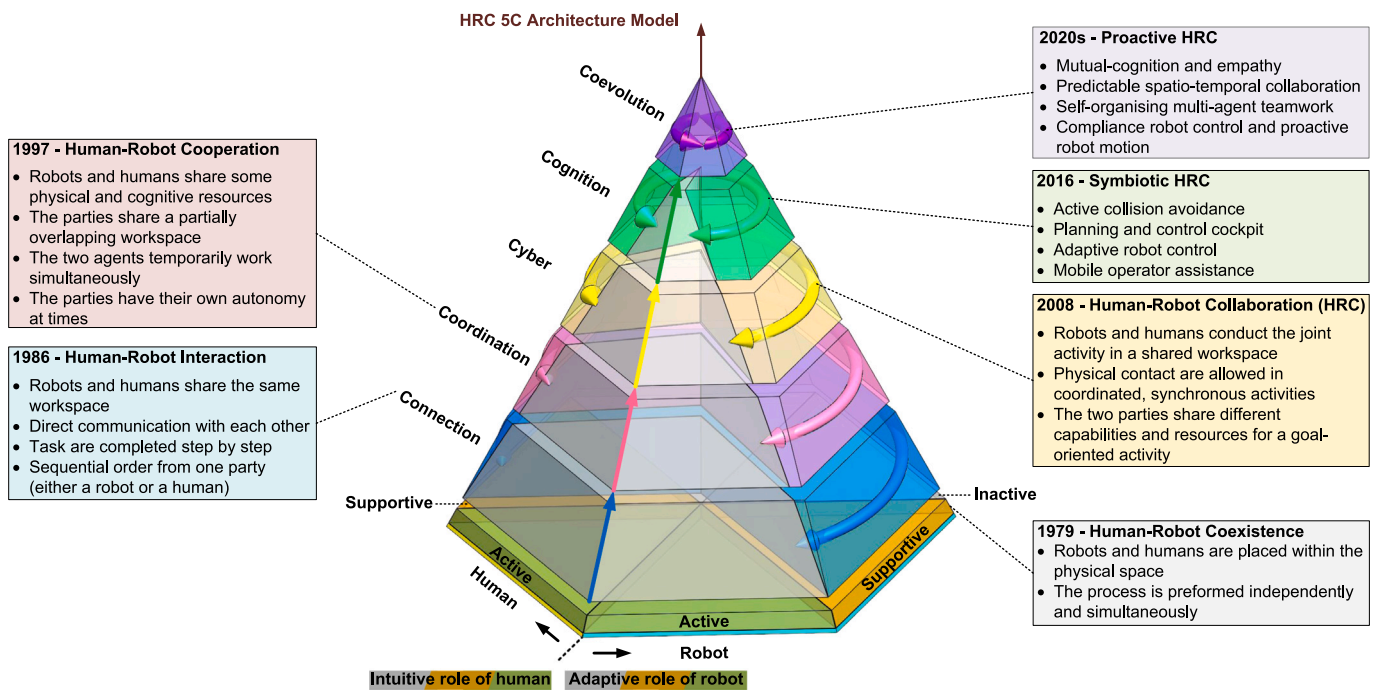 HRC 5C Architecture Model
Coevolution
Cognition
Cyber
Coordination
Connection
1997 - Human-Robot Cooperation
• Robots and humans share some
physical and cognitive resources
• The parties share a partially
overlapping workspace
• The two agents temporarily work
simultaneously
• The parties have their own autonomy
at times
1986 - Human-Robot Interaction
• Robots and humans share the same
workspace
• Direct communication with each other
• Task are completed step by step
• Sequential order from one party
(either a robot or a human)
2020s - Proactive HRC
• Mutual-cognition and empathy
• Predictable spatio-temporal collaboration
• Self-organising multi-agent teamwork
• Compliance robot control and proactive
robot motion
2016 - Symbiotic HRC
• Active collision avoidance
• Planning and control cockpit
• Adaptive robot control
• Mobile operator assistance
2008 - Human-Robot Collaboration (HRC)
• Robots and humans conduct the joint
activity in a shared workspace
• Physical contact are allowed in
coordinated, synchronous activities
• The two parties share different
capabilities and resources for a goal-
oriented activity
1979 - Human-Robot Coexistence
• Robots and humans are placed within the
physical space
• The process is preformed independently
and simultaneously
Supportive
Inactive
Active
Active
Supportive
Human
Robot
Intuitive role of human
Adaptive role of robot